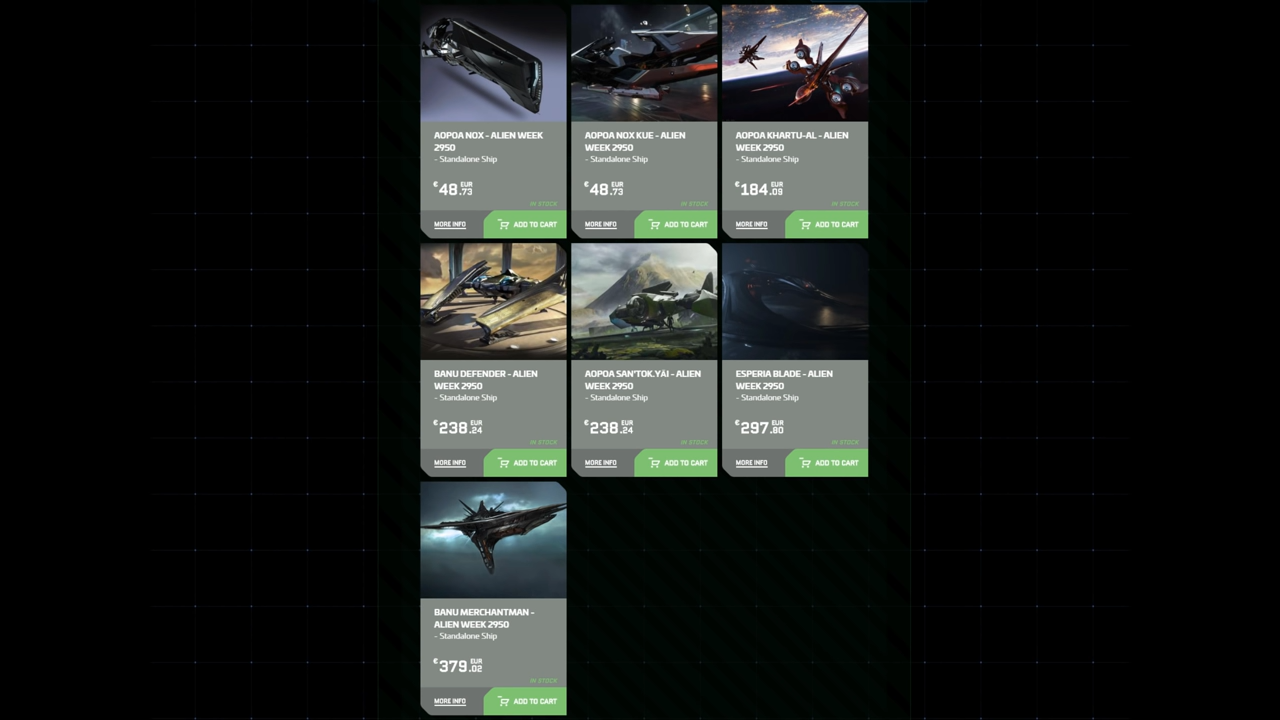 AOPOA NOX - ALIEN WEEK
2950
- Standalone Ship
€48.73 EUR
IN STOCK
MORE INFO
ADD TO CART
AOPOA NOX KUE - ALIEN
WEEK 2950
- Standalone Ship
€48.73 EUR
IN STOCK
MORE INFO
ADD TO CART
AOPOA KHARTU-AL - ALIEN
WEEK 2950
- Standalone Ship
€184.09 EUR
IN STOCK
MORE INFO
ADD TO CART
BANU DEFENDER - ALIEN
WEEK 2950
- Standalone Ship
€238.24 EUR
IN STOCK
MORE INFO
ADD TO CART
AOPOA SAN'TOK.YĀI - ALIEN
WEEK 2950
- Standalone Ship
€238.24 EUR
IN STOCK
MORE INFO
ADD TO CART
ESPERIA BLADE - ALIEN
WEEK 2950
- Standalone Ship
€297.80 EUR
IN STOCK
MORE INFO
ADD TO CART
BANU MERCHANTMAN -
ALIEN WEEK 2950
- Standalone Ship
€379.02 EUR
IN STOCK
MORE INFO
ADD TO CART